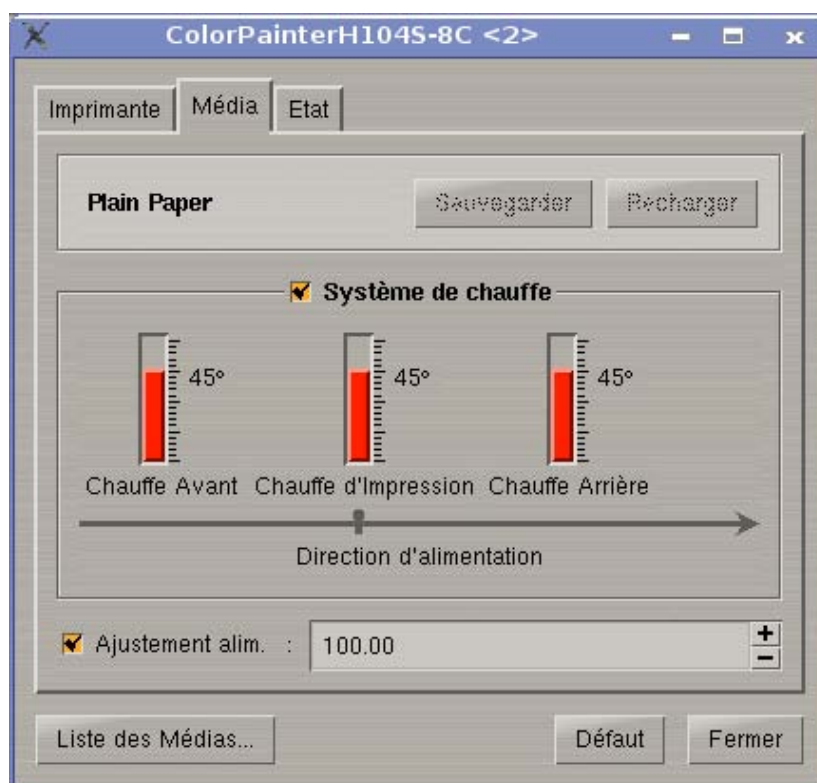 ColorPainterH104S-8C <2>
Imprimante Média Etat
Plain Paper Sauvegarder Recharger
Système de chauffe
45° 45° 45°
Chauffe Avant Chauffe d'Impression Chauffe Arrière
Direction d'alimentation
Ajustement alim. : 100.00 + −
Liste des Médias... Défaut Fermer